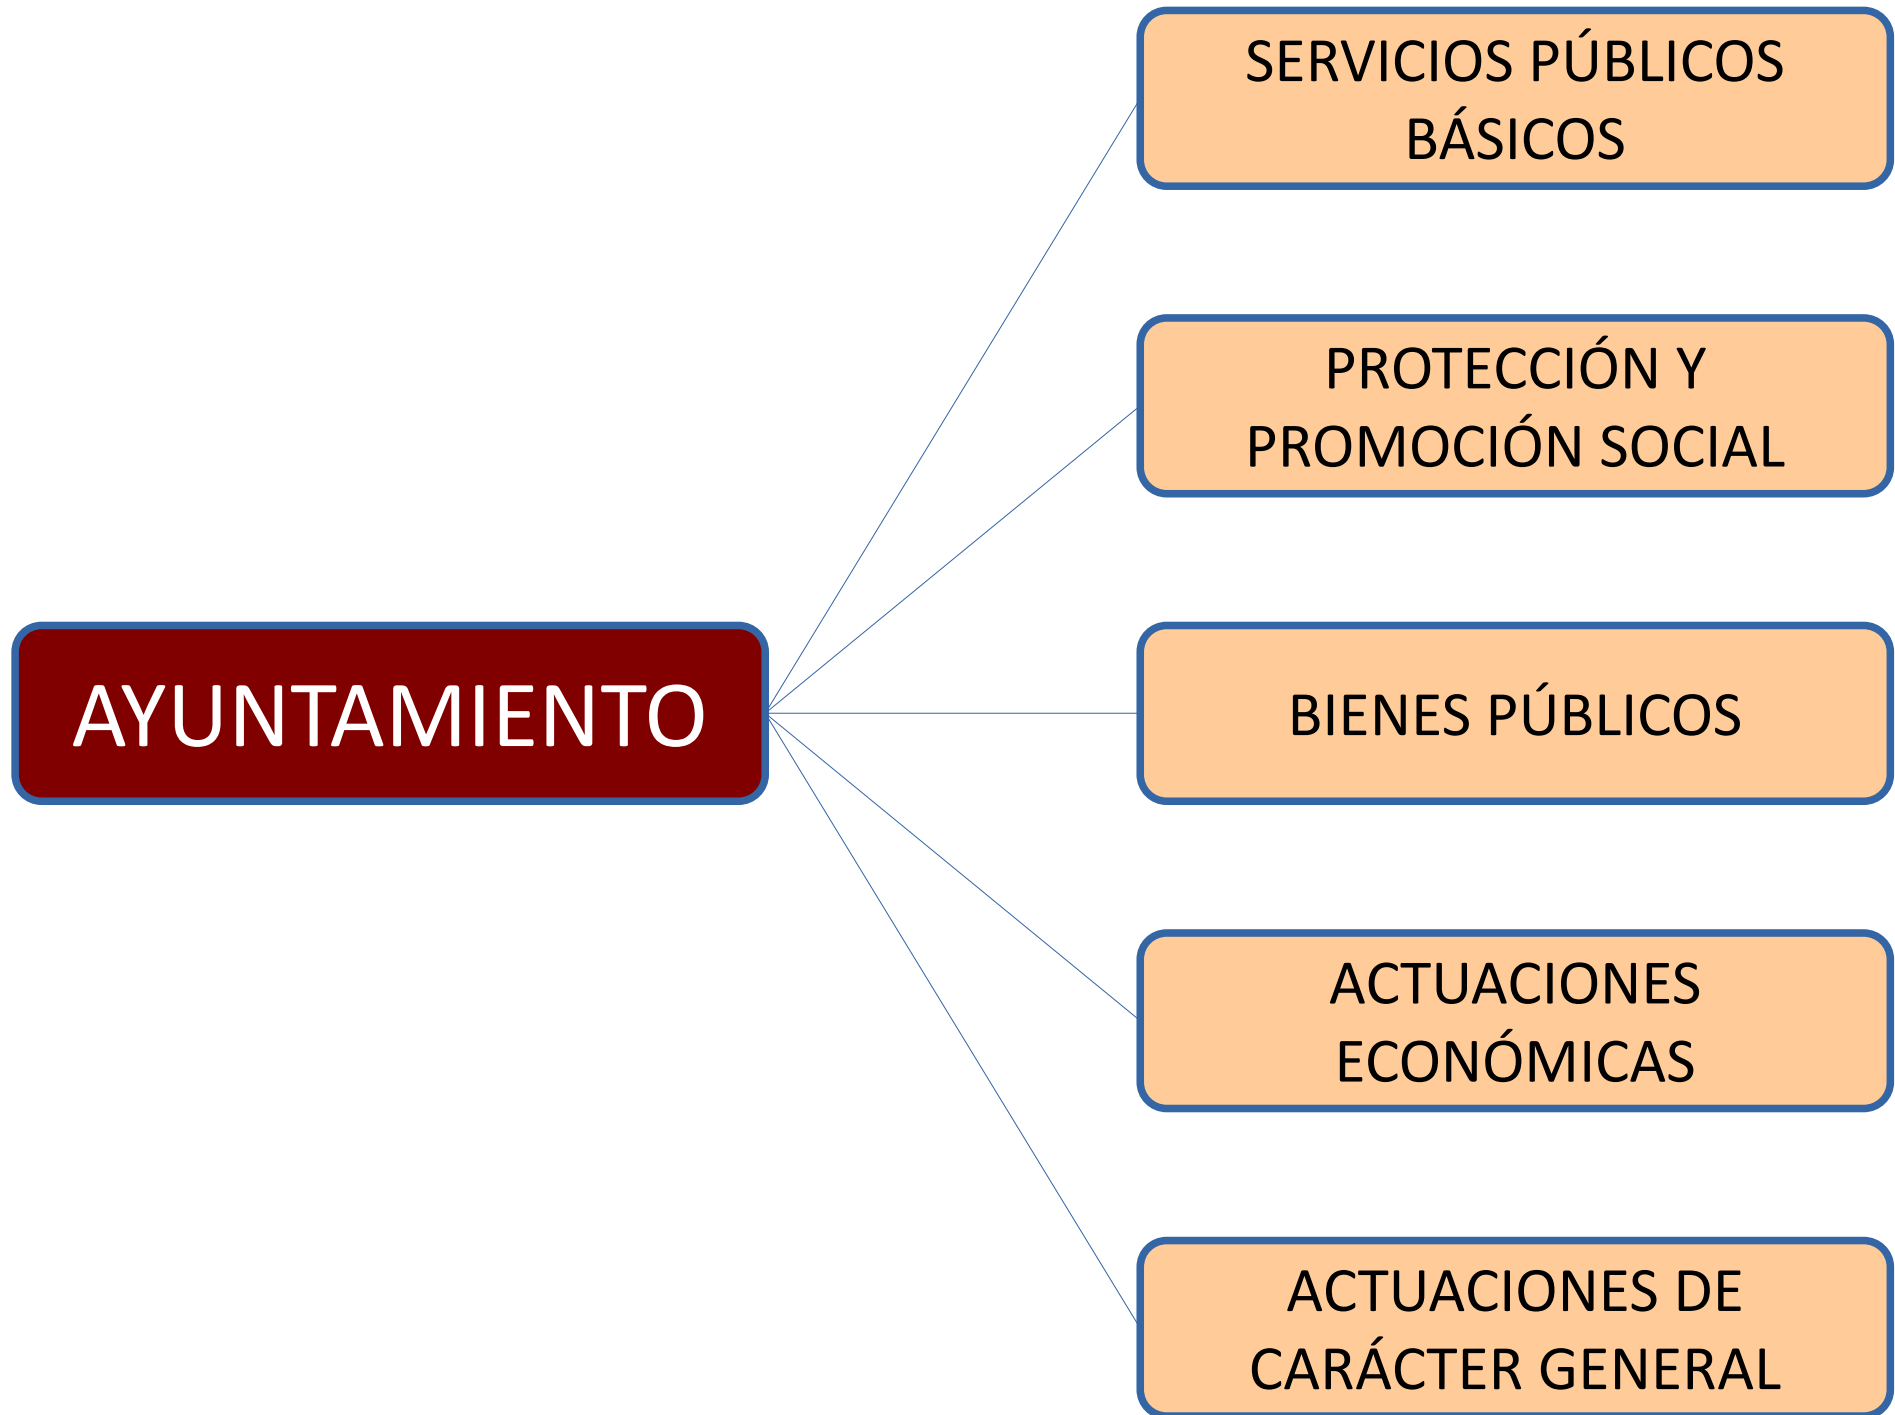 SERVICIOS PÚBLICOS
BÁSICOS
PROTECCIÓN Y
PROMOCIÓN SOCIAL
AYUNTAMIENTO
BIENES PÚBLICOS
ACTUACIONES
ECONÓMICAS
ACTUACIONES DE
CARÁCTER GENERAL